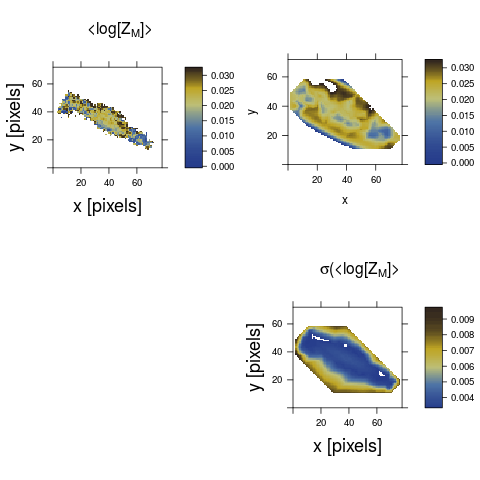 <log[Z_M]>
60
40
20
20 40 60
y [pixels]
x [pixels]
0.030
0.025
0.020
0.015
0.010
0.005
0.000
60
40
20
20 40 60
y
x
0.030
0.025
0.020
0.015
0.010
0.005
0.000
σ(<log[Z_M]>
60
40
20
20 40 60
y [pixels]
x [pixels]
0.009
0.008
0.007
0.006
0.005
0.004